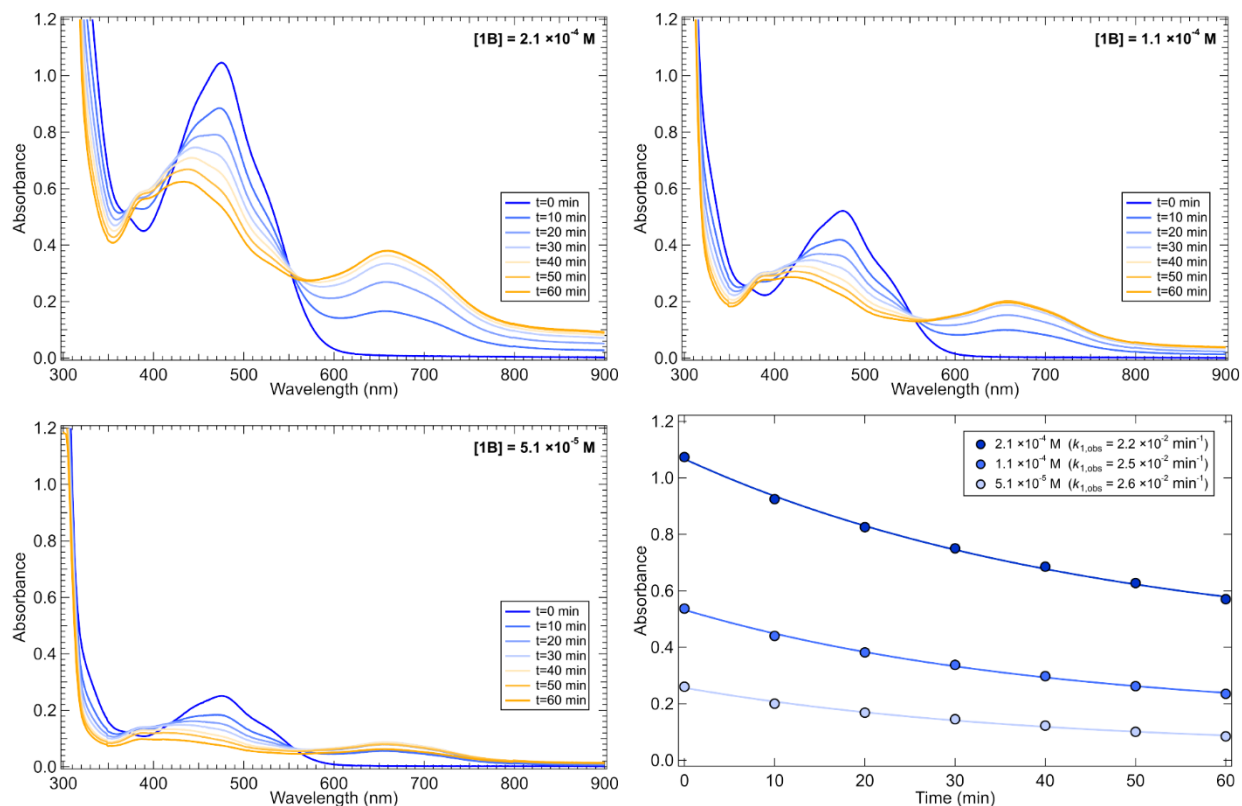 [1B] = 2.1 ×10⁻⁴ M
1.2
1.0
0.8
0.6
0.4
0.2
0.0
Absorbance
t=0 min
t=10 min
t=20 min
t=30 min
t=40 min
t=50 min
t=60 min
300 400 500 600 700 800 900
Wavelength (nm)
[1B] = 1.1 ×10⁻⁴ M
1.2
1.0
0.8
0.6
0.4
0.2
0.0
Absorbance
t=0 min
t=10 min
t=20 min
t=30 min
t=40 min
t=50 min
t=60 min
300 400 500 600 700 800 900
Wavelength (nm)
[1B] = 5.1 ×10⁻⁵ M
1.2
1.0
0.8
0.6
0.4
0.2
0.0
Absorbance
t=0 min
t=10 min
t=20 min
t=30 min
t=40 min
t=50 min
t=60 min
300 400 500 600 700 800 900
Wavelength (nm)
2.1 ×10⁻⁴ M (k1,obs = 2.2 ×10⁻² min⁻¹)
1.1 ×10⁻⁴ M (k1,obs = 2.5 ×10⁻² min⁻¹)
5.1 ×10⁻⁵ M (k1,obs = 2.6 ×10⁻² min⁻¹)
1.2
1.0
0.8
0.6
0.4
0.2
0.0
Absorbance
0 10 20 30 40 50 60
Time (min)